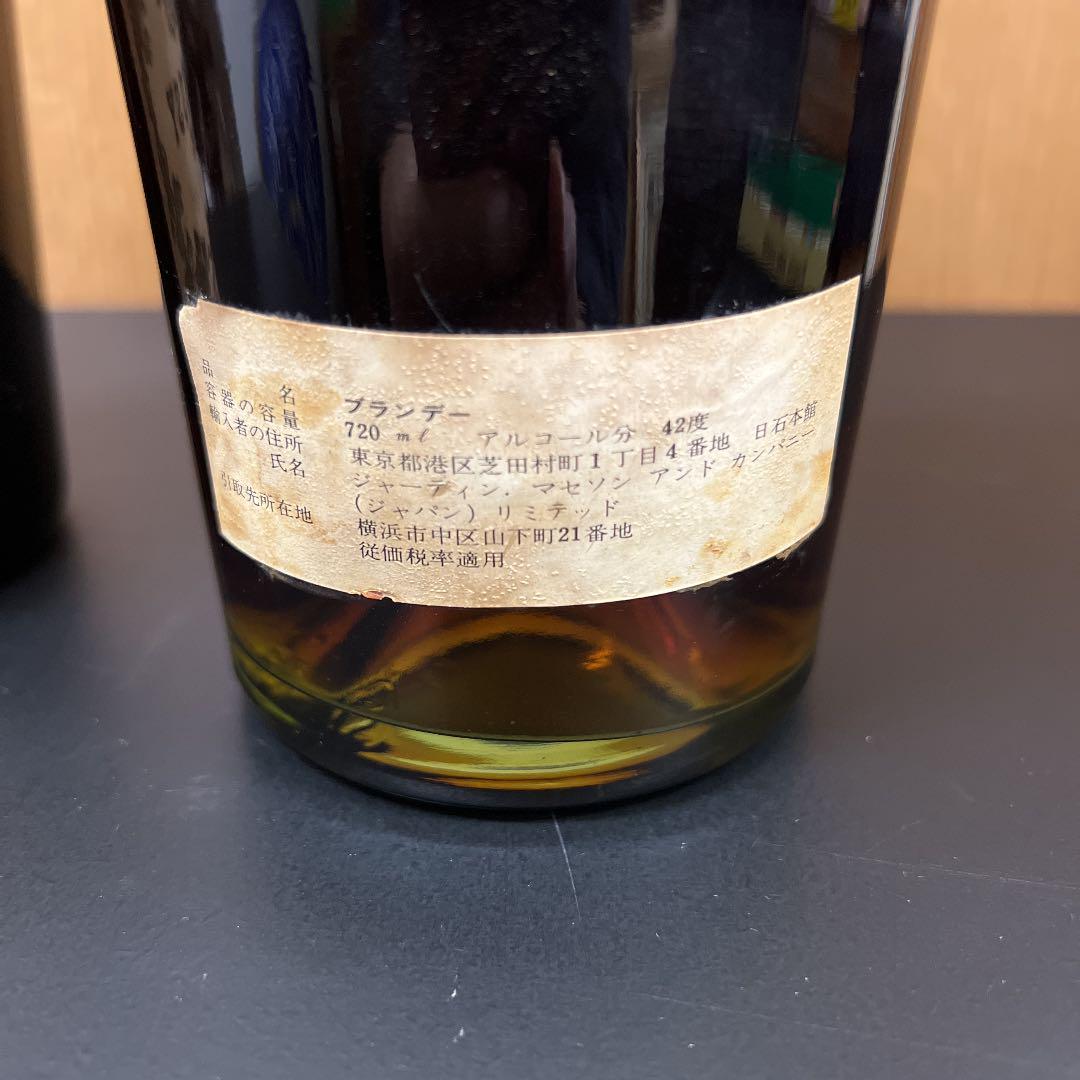 品名 ブランデー
容器の容量 720 ml アルコール分 42度
輸入者の住所 東京都港区芝田村町1丁目4番地 日石本館
氏名 ジャーディン．マセソン アンド カンパニー
(ジャパン) リミテッド
引取先所在地 横浜市中区山下町21番地
従価税率適用